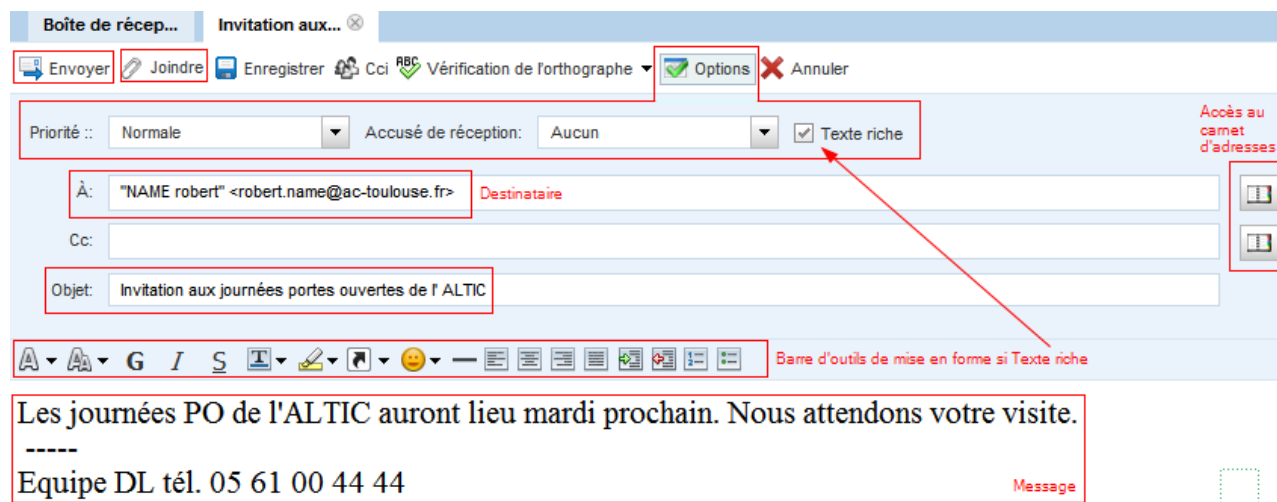 Boîte de récep... Invitation aux...
Envoyer Joindre Enregistrer Cci ABC Vérification de l'orthographe Options Annuler
Accès au
carnet
d'adresses
Priorité :: Normale Accusé de réception: Aucun Texte riche
À: "NAME robert" <robert.name@ac-toulouse.fr> Destinataire
Cc:
Objet: Invitation aux journées portes ouvertes de l' ALTIC
A AA G I S T Barre d'outils de mise en forme si Texte riche
Les journées PO de l'ALTIC auront lieu mardi prochain. Nous attendons votre visite.
-----
Equipe DL tél. 05 61 00 44 44
Message